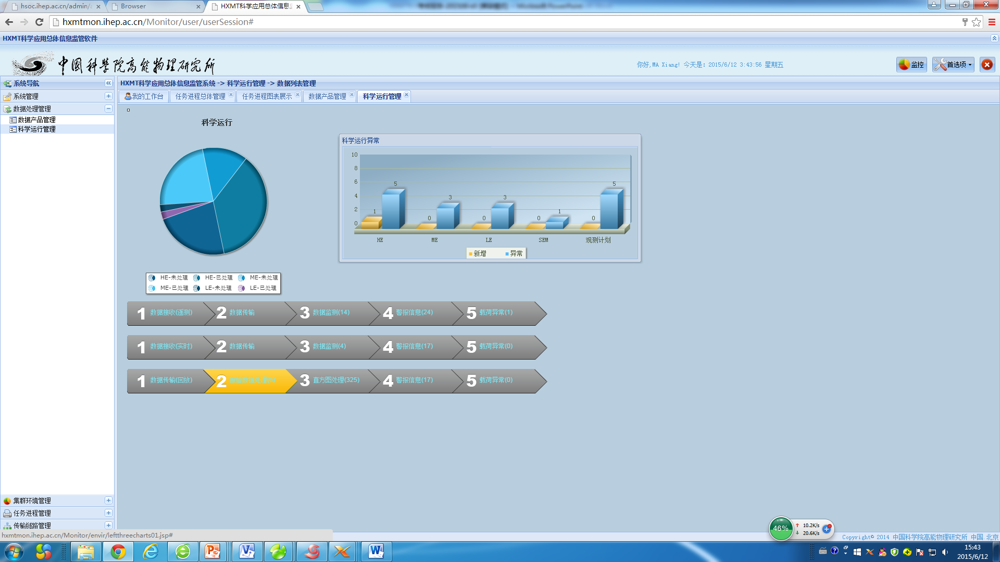 hsoc.ihep.ac.cn/admin/
Browser
HXMT科学应用总体信息
hxmtmon.ihep.ac.cn/Monitor/user/userSession#
HXMT科学应用总体信息监管软件
中国科学院高能物理研究所
你好,MA Xiang! 今天是: 2015/6/12 3:43:56 星期五
监控
首选项
系统导航
HXMT科学应用总体信息监管系统 -> 科学运行管理 -> 数据列表管理
系统管理
数据处理管理
数据产品管理
科学运行管理
我的工作台
任务进程总体管理
任务进程图表展示
数据产品管理
科学运行管理
科学运行
科学运行异常
10
8
6
4
2
0
1
5
0
3
0
3
0
1
0
5
HE
ME
LE
SEM
观测计划
新增
异常
HE-未处理
HE-已处理
ME-未处理
ME-已处理
LE-未处理
LE-已处理
1 数据接收(遥测)
2 数据传输
3 数据监测(14)
4 警报信息(24)
5 载荷异常(1)
1 数据接收(实时)
2 数据传输
3 数据监测(4)
4 警报信息(17)
5 载荷异常(0)
1 数据传输(回放)
2
3 直方图处理(325)
4 警报信息(17)
5 载荷异常(0)
集群环境管理
任务进程管理
传输链路管理
hxmtmon.ihep.ac.cn/Monitor/envir/leftthreecharts01.jsp#
46%
10.2K/s
20.6K/s
Copyright© 2014 中国科学院高能物理研究所 中国.北京
15:43
2015/6/12